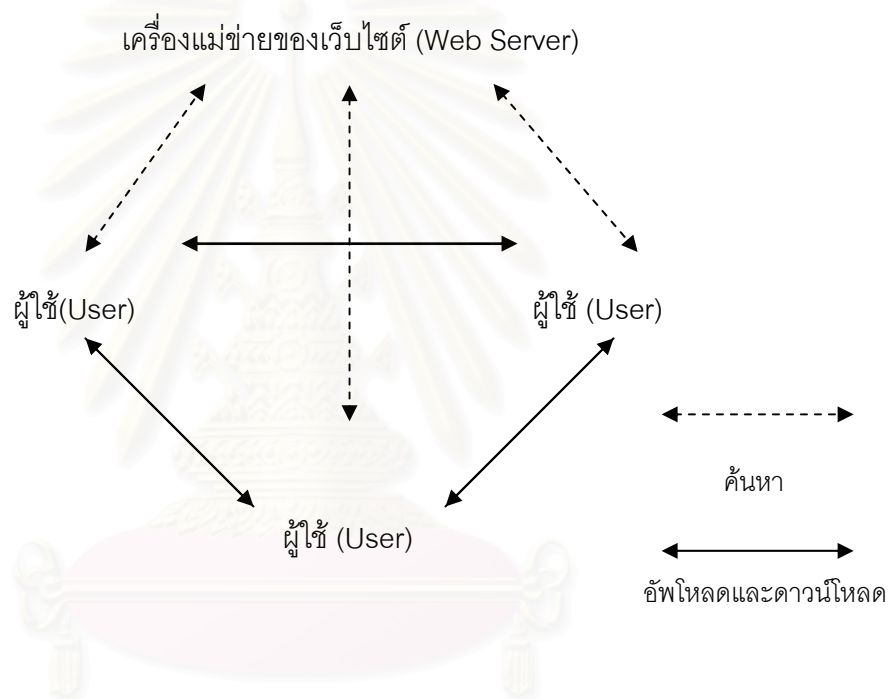 เครื่องแม่ข่ายของเว็บไซต์ (Web Server)
ผู้ใช้(User)
ผู้ใช้ (User)
ค้นหา
ผู้ใช้ (User)
อัพโหลดและดาวน์โหลด